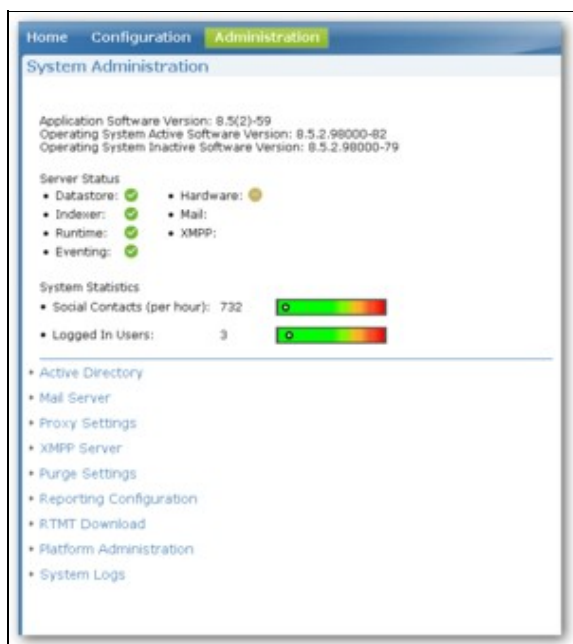 Home Configuration Administration
System Administration
Application Software Version: 8.5(2)-59
Operating System Active Software Version: 8.5.2.98000-82
Operating System Inactive Software Version: 8.5.2.98000-79
Server Status
• Datastore: • Hardware:
• Indexer: • Mail:
• Runtime: • XMPP:
• Eventing:
System Statistics
• Social Contacts (per hour): 732
• Logged In Users: 3
• Active Directory
• Mail Server
• Proxy Settings
• XMPP Server
• Purge Settings
• Reporting Configuration
• RTMT Download
• Platform Administration
• System Logs